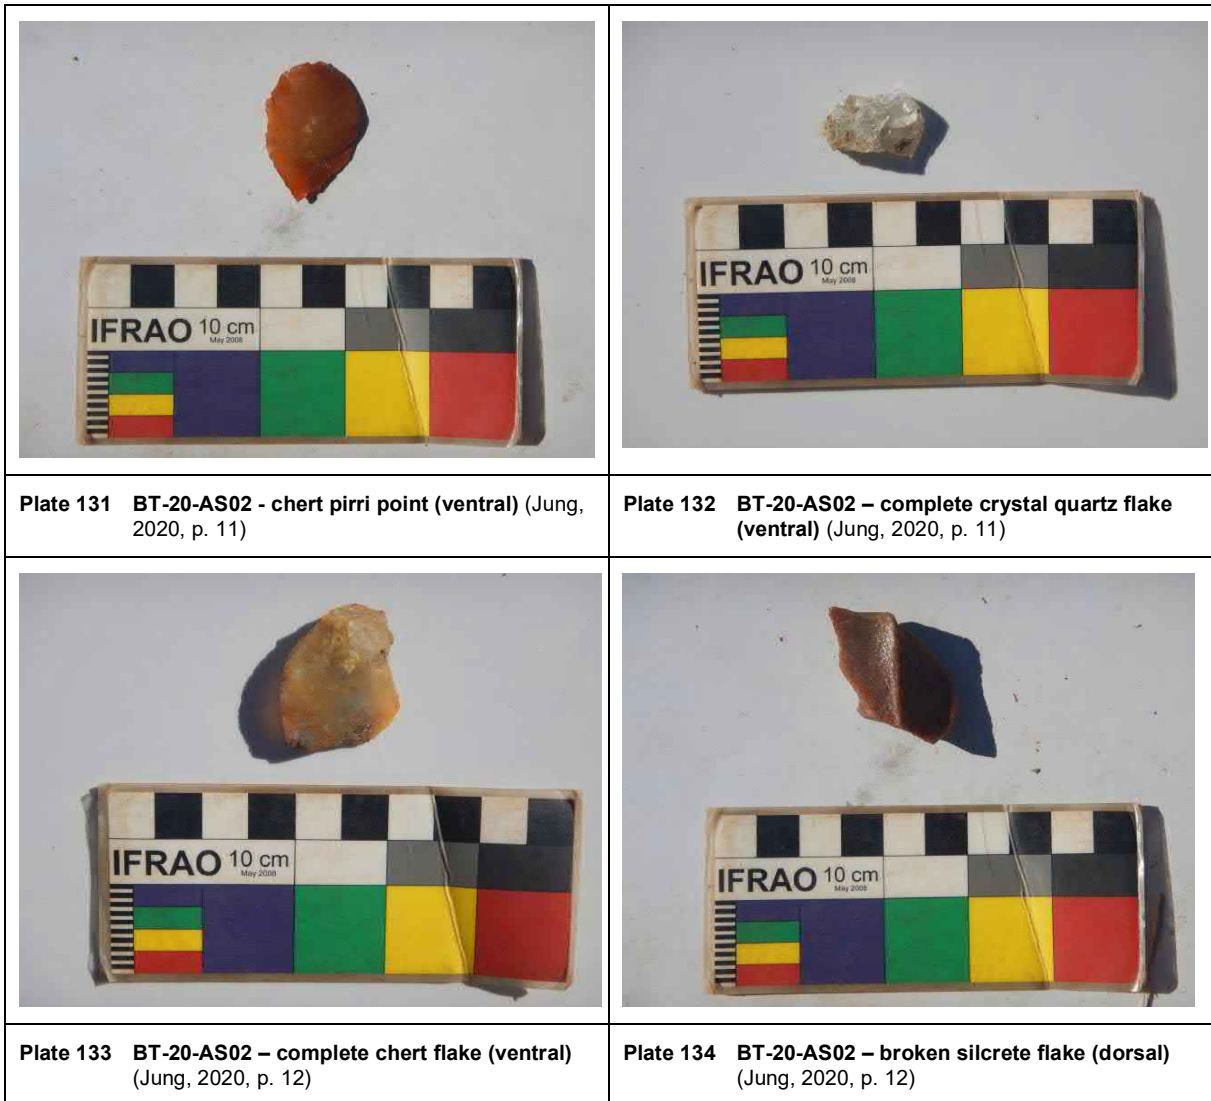 IFRAO 10 cm
May 2008
IFRAO 10 cm
May 2008
Plate 131 BT-20-AS02 - chert pirri point (ventral) (Jung,
2020, p. 11)
Plate 132 BT-20-AS02 – complete crystal quartz flake
(ventral) (Jung, 2020, p. 11)
IFRAO 10 cm
May 2008
IFRAO 10 cm
May 2008
Plate 133 BT-20-AS02 – complete chert flake (ventral)
(Jung, 2020, p. 12)
Plate 134 BT-20-AS02 – broken silcrete flake (dorsal)
(Jung, 2020, p. 12)